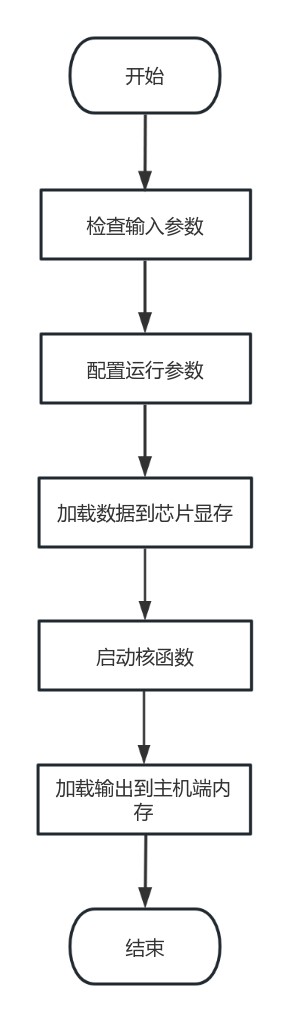 开始
检查输入参数
配置运行参数
加载数据到芯片显存
启动核函数
加载输出到主机端内
存
结束